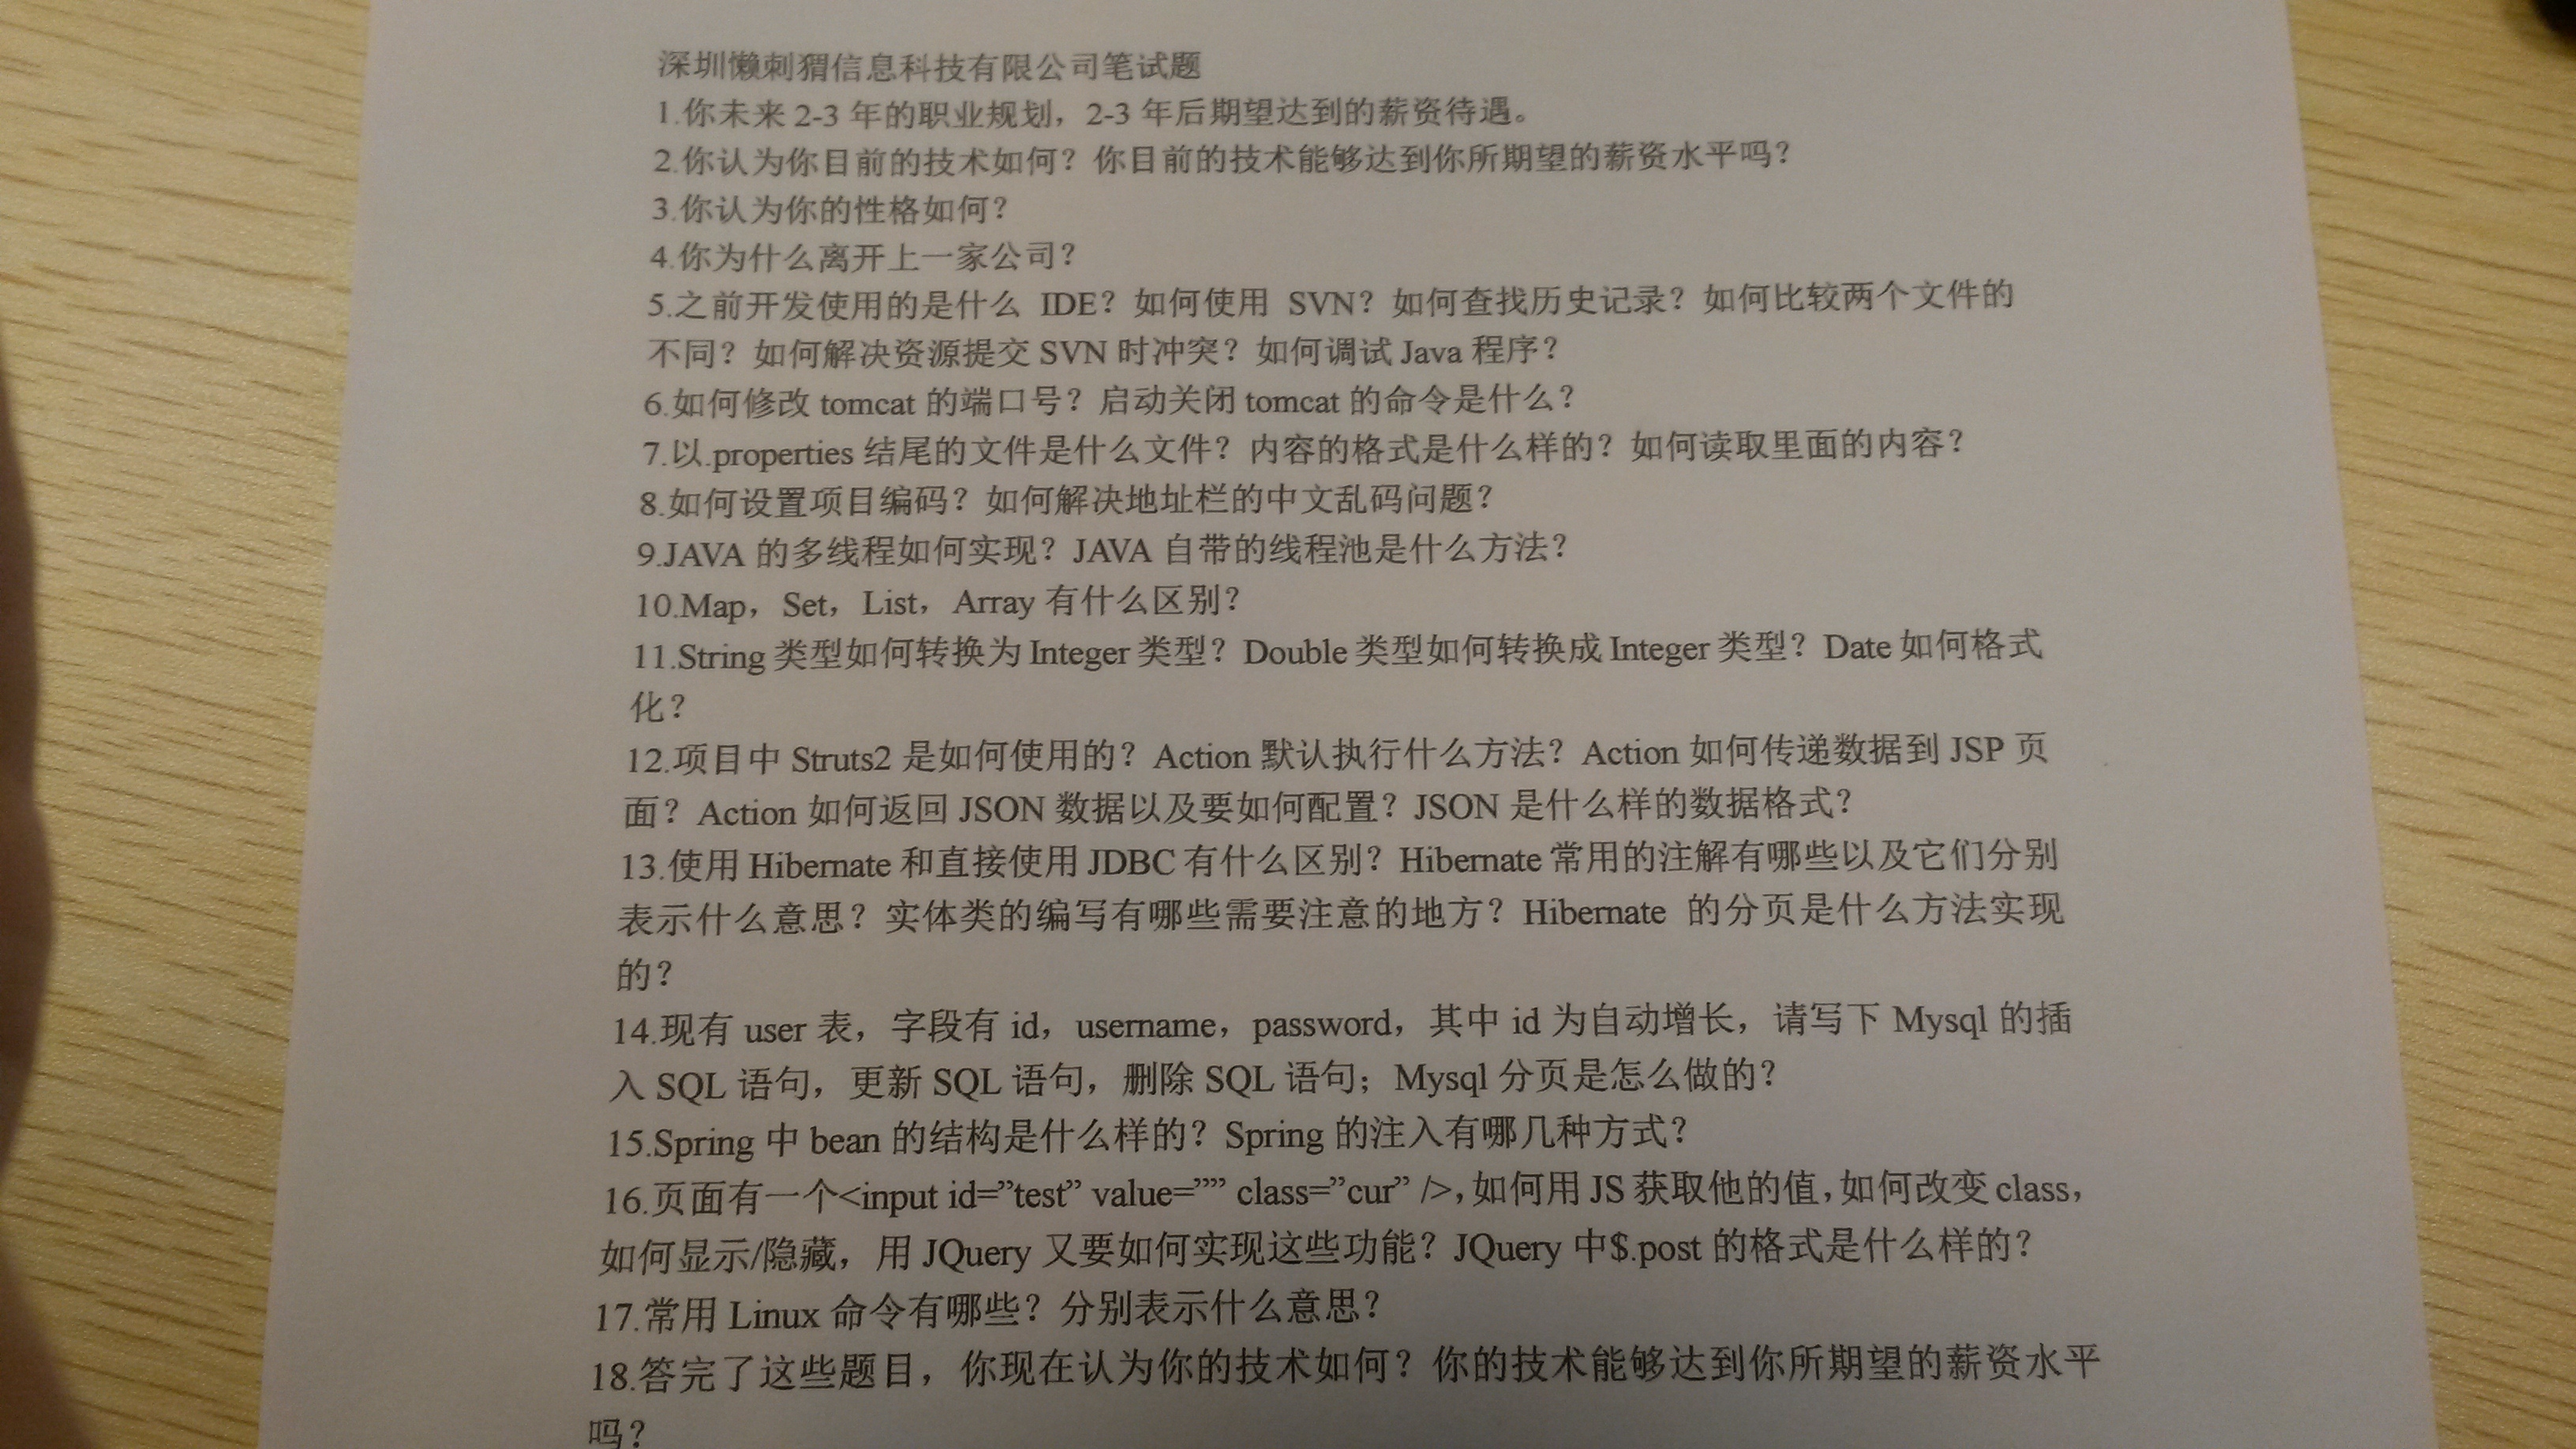 深圳懒刺猬信息科技有限公司笔试题
1.你未来 2-3 年的职业规划，2-3 年后期望达到的薪资待遇。
2.你认为你目前的技术如何？你目前的技术能够达到你所期望的薪资水平吗？
3.你认为你的性格如何？
4.你为什么离开上一家公司？
5.之前开发使用的是什么 IDE？如何使用 SVN？如何查找历史记录？如何比较两个文件的
不同？如何解决资源提交 SVN 时冲突？如何调试 Java 程序？
6.如何修改 tomcat 的端口号？启动关闭 tomcat 的命令是什么？
7.以.properties 结尾的文件是什么文件？内容的格式是什么样的？如何读取里面的内容？
8.如何设置项目编码？如何解决地址栏的中文乱码问题？
9.JAVA 的多线程如何实现？JAVA 自带的线程池是什么方法？
10.Map，Set，List，Array 有什么区别？
11.String 类型如何转换为 Integer 类型？Double 类型如何转换成 Integer 类型？Date 如何格式
化？
12.项目中 Struts2 是如何使用的？Action 默认执行什么方法？Action 如何传递数据到 JSP 页
面？Action 如何返回 JSON 数据以及要如何配置？JSON 是什么样的数据格式？
13.使用 Hibernate 和直接使用 JDBC 有什么区别？Hibernate 常用的注解有哪些以及它们分别
表示什么意思？实体类的编写有哪些需要注意的地方？Hibernate 的分页是什么方法实现
的？
14.现有 user 表，字段有 id，username，password，其中 id 为自动增长，请写下 Mysql 的插
入 SQL 语句，更新 SQL 语句，删除 SQL 语句；Mysql 分页是怎么做的？
15.Spring 中 bean 的结构是什么样的？Spring 的注入有哪几种方式？
16.页面有一个<input id=”test” value=”” class=”cur” />,如何用 JS 获取他的值,如何改变 class，
如何显示/隐藏，用 JQuery 又要如何实现这些功能？JQuery 中$.post 的格式是什么样的？
17.常用 Linux 命令有哪些？分别表示什么意思？
18.答完了这些题目，你现在认为你的技术如何？你的技术能够达到你所期望的薪资水平
吗？